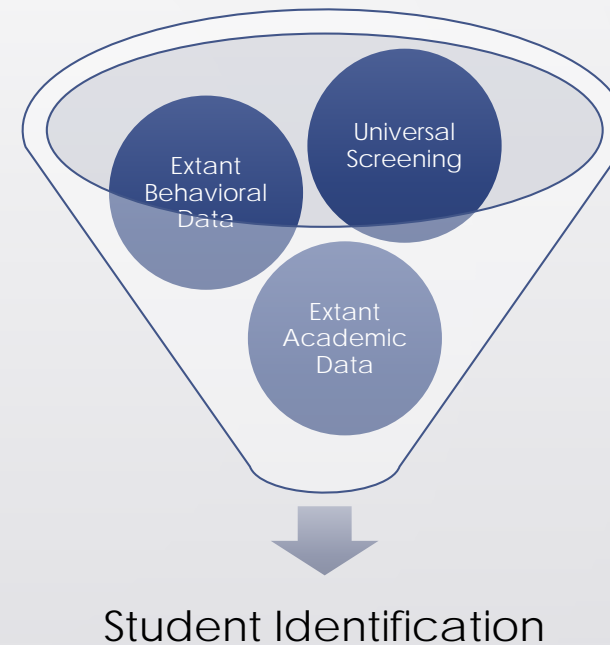 Universal
Screening
Extant
Behavioral
Data
Extant
Academic
Data
Student Identification